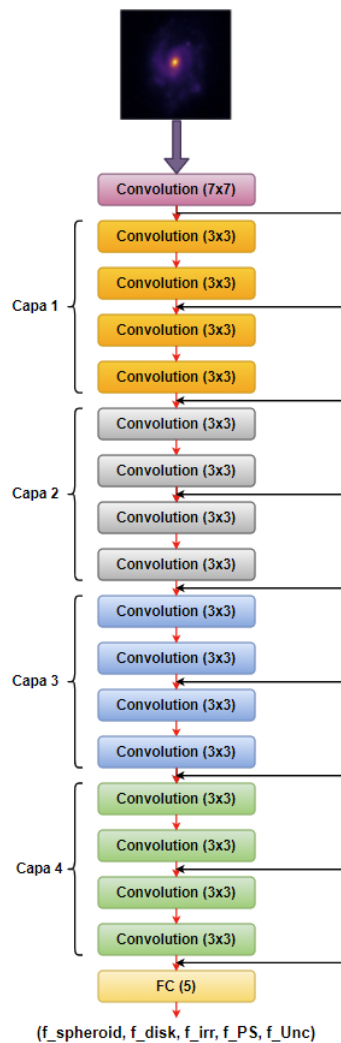 Convolution (7x7)
Convolution (3x3)
Convolution (3x3)
Capa 1
Convolution (3x3)
Convolution (3x3)
Convolution (3x3)
Convolution (3x3)
Capa 2
Convolution (3x3)
Convolution (3x3)
Convolution (3x3)
Convolution (3x3)
Capa 3
Convolution (3x3)
Convolution (3x3)
Convolution (3x3)
Convolution (3x3)
Capa 4
Convolution (3x3)
Convolution (3x3)
FC (5)
(f_spheroid, f_disk, f_irr, f_PS, f_Unc)